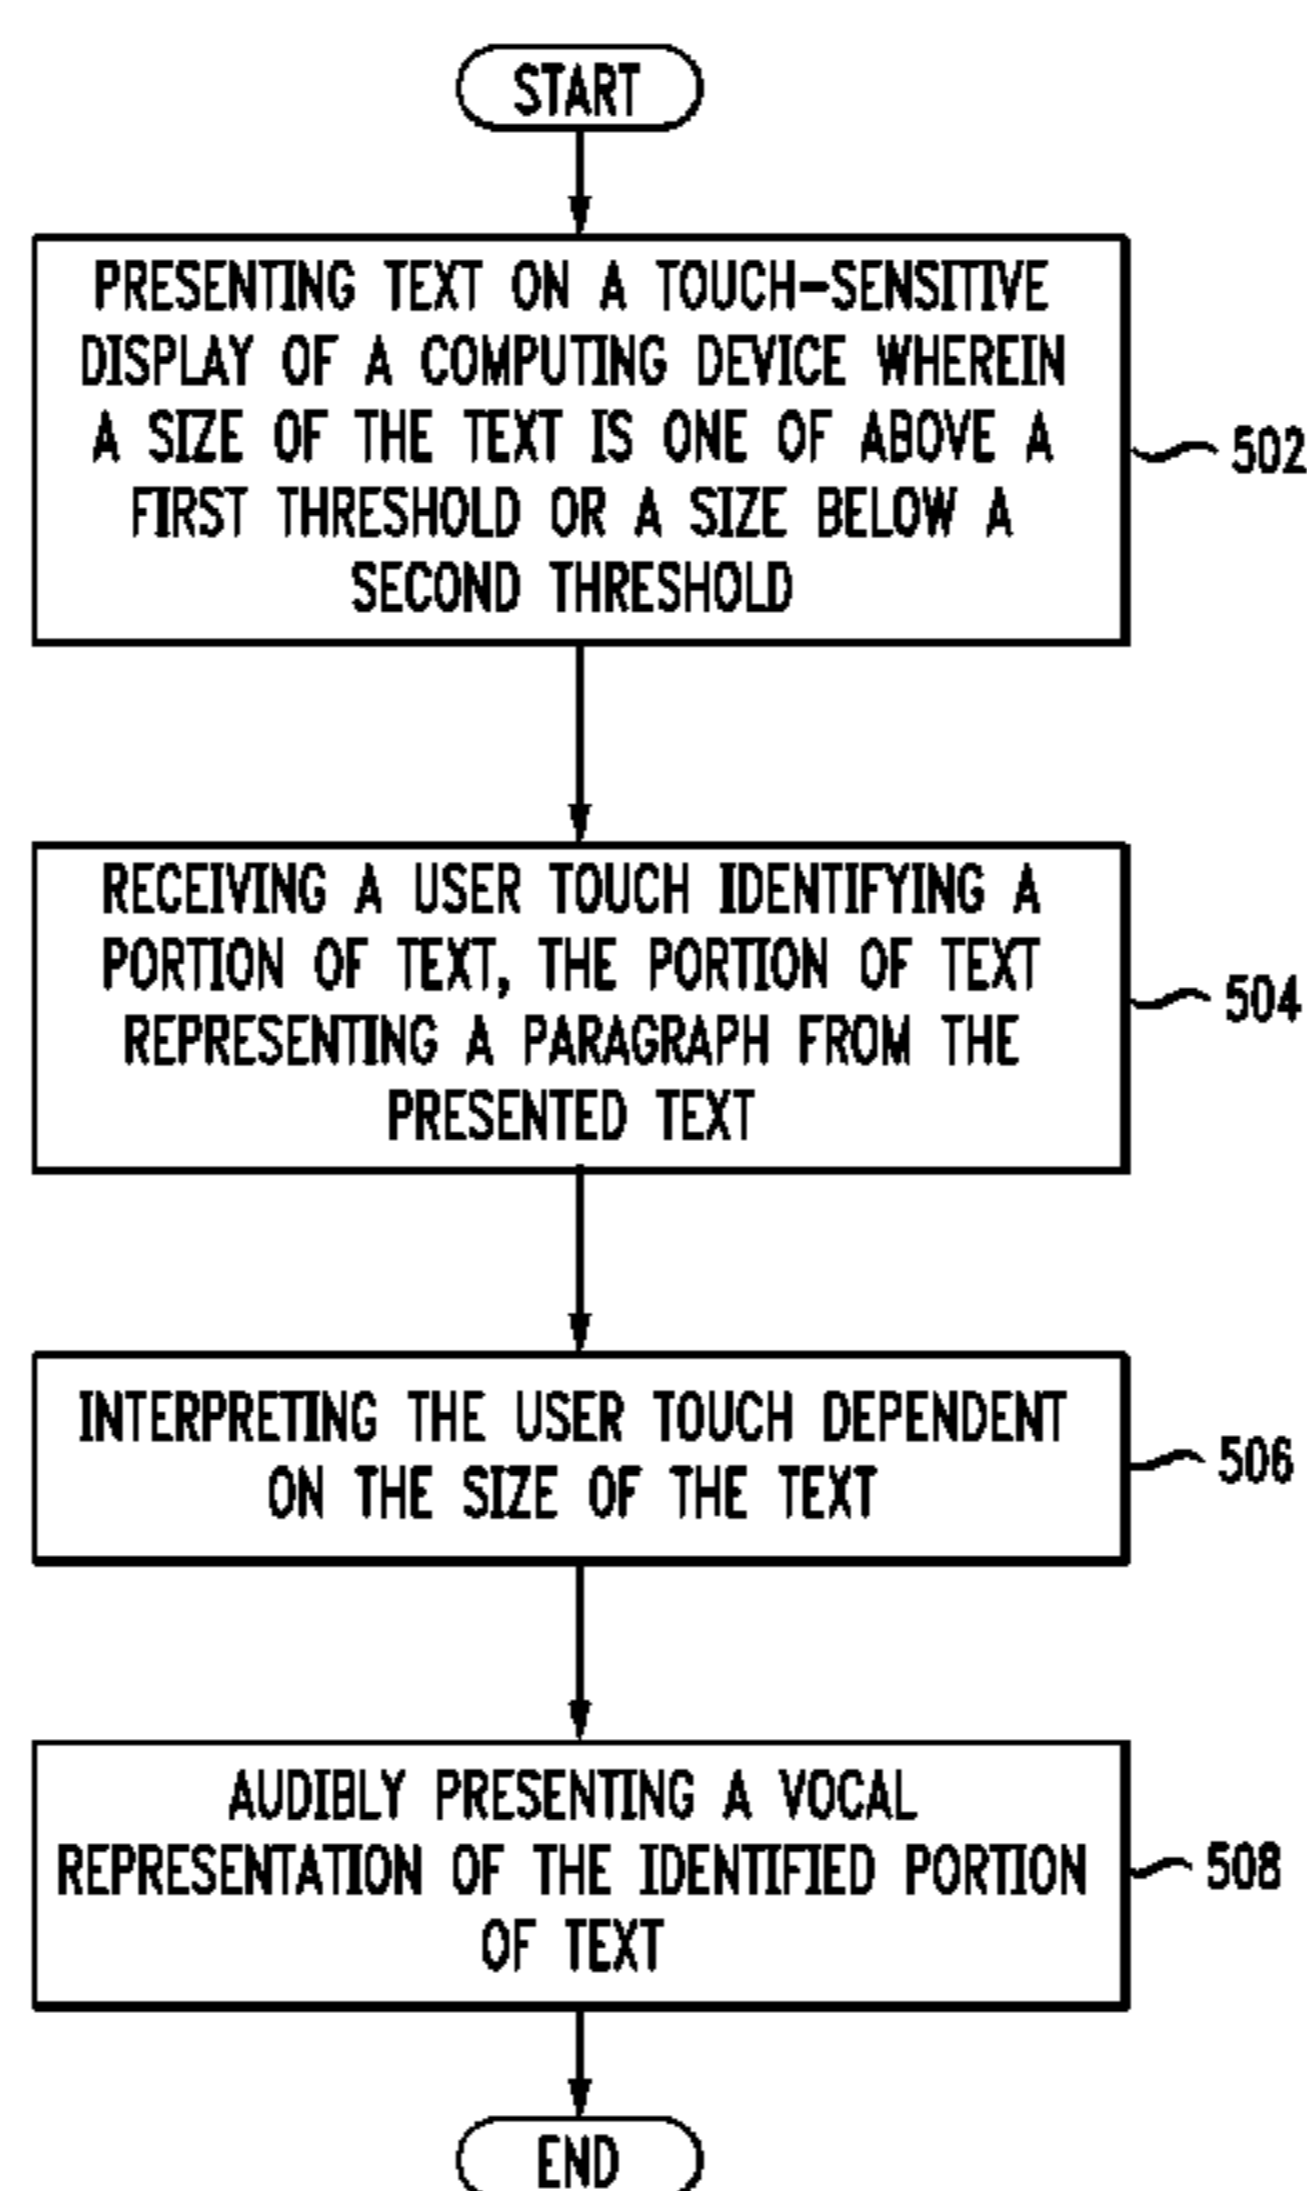 START
PRESENTING TEXT ON A TOUCH-SENSITIVE
DISPLAY OF A COMPUTING DEVICE WHEREIN
A SIZE OF THE TEXT IS ONE OF ABOVE A
FIRST THRESHOLD OR A SIZE BELOW A
SECOND THRESHOLD
502
RECEIVING A USER TOUCH IDENTIFYING A
PORTION OF TEXT, THE PORTION OF TEXT
REPRESENTING A PARAGRAPH FROM THE
PRESENTED TEXT
504
INTERPRETING THE USER TOUCH DEPENDENT
ON THE SIZE OF THE TEXT
506
AUDIBLY PRESENTING A VOCAL
REPRESENTATION OF THE IDENTIFIED PORTION
OF TEXT
508
END